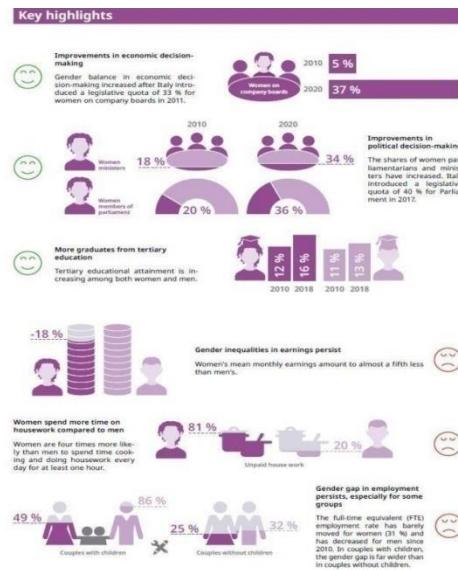 Key highlights
Improvements in economic decision-
making
Gender balance in economic deci-
sion-making increased after Italy intro-
duced a legislative quota of 33 % for
women on company boards in 2011.
Women on
company boards
2010 5 %
2020 37 %
2010
2020
Women
ministers
18 %
34 %
Women
members of
parliament
20 %
36 %
Improvements in
political decision-making
The shares of women par
liamentarians and minis
ters have increased. Ital
introduced a legislativ
quota of 40 % for Parlia
ment in 2017.
More graduates from tertiary
education
Tertiary educational attainment is in-
creasing among both women and men.
12 %
16 %
11 %
13 %
2010 2018 2010 2018
-18 %
Gender inequalities in earnings persist
Women's mean monthly earnings amount to almost a fifth less
than men's.
Women spend more time on
housework compared to men
Women are four times more like-
ly than men to spend time cook-
ing and doing housework every
day for at least one hour.
81 %
20 %
Unpaid house work
49 %
86 %
Couples with children
25 %
32 %
Couples without children
Gender gap in employment
persists, especially for some
groups
The full-time equivalent (FTE)
employment rate has barely
moved for women (31 %) and
has decreased for men since
2010. In couples with children,
the gender gap is far wider than
in couples without children.